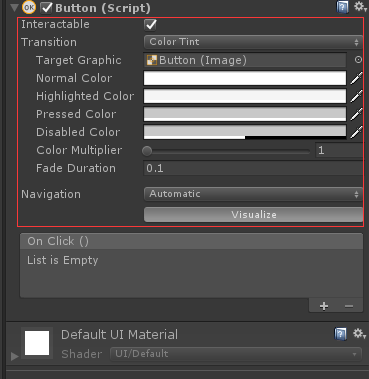 OK Button (Script)
Interactable
Transition Color Tint
Target Graphic Button (Image)
Normal Color
Highlighted Color
Pressed Color
Disabled Color
Color Multiplier 1
Fade Duration 0.1
Navigation Automatic
Visualize
On Click ()
List is Empty
+ −
Default UI Material
Shader UI/Default